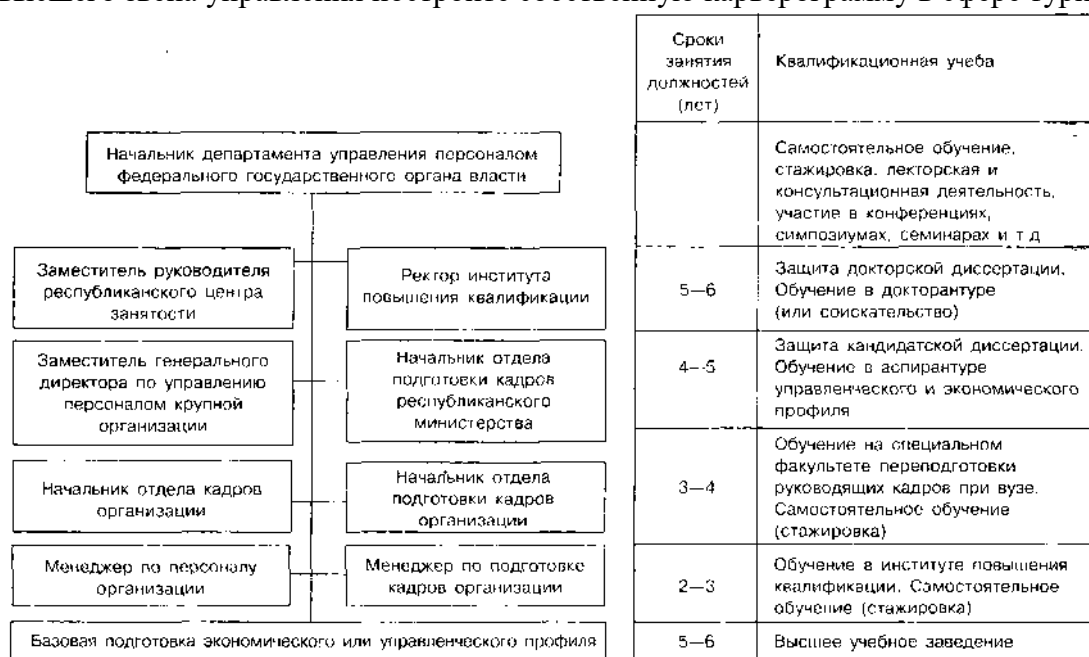 Сроки
занятия
должностей
(лет)
Квалификационная учеба
Начальник департамента управления персоналом
федерального государственного органа власти
Самостоятельное обучение,
стажировка. лекторская и
консультационная деятельность,
участие в конференциях,
симпозиумах, семинарах и т д
Заместитель руководителя
республиканского центра
занятости
Ректор института
повышения квалификации
5—6
Защита докторской диссертации.
Обучение в докторантуре
(или соискательство)
Заместитель генерального
директора по управлению
персоналом крупной
организации
Начальник отдела
подготовки кадров
республиканского
министерства
4—5
Защита кандидатской диссертации.
Обучение в аспирантуре
управленческого и экономического
профиля
Начальник отдела кадров
организации
Начальник отдела
подготовки кадров
организации
3—4
Обучение на специальном
факультете переподготовки
руководящих кадров при вузе.
Самостоятельное обучение
(стажировка)
Менеджер по персоналу
организации
Менеджер по подготовке
кадров организации
2—3
Обучение в институте повышения
квалификации. Самостоятельное
обучение (стажировка)
Базовая подготовка экономического или управленческого профиля
5—6
Высшее учебное заведение